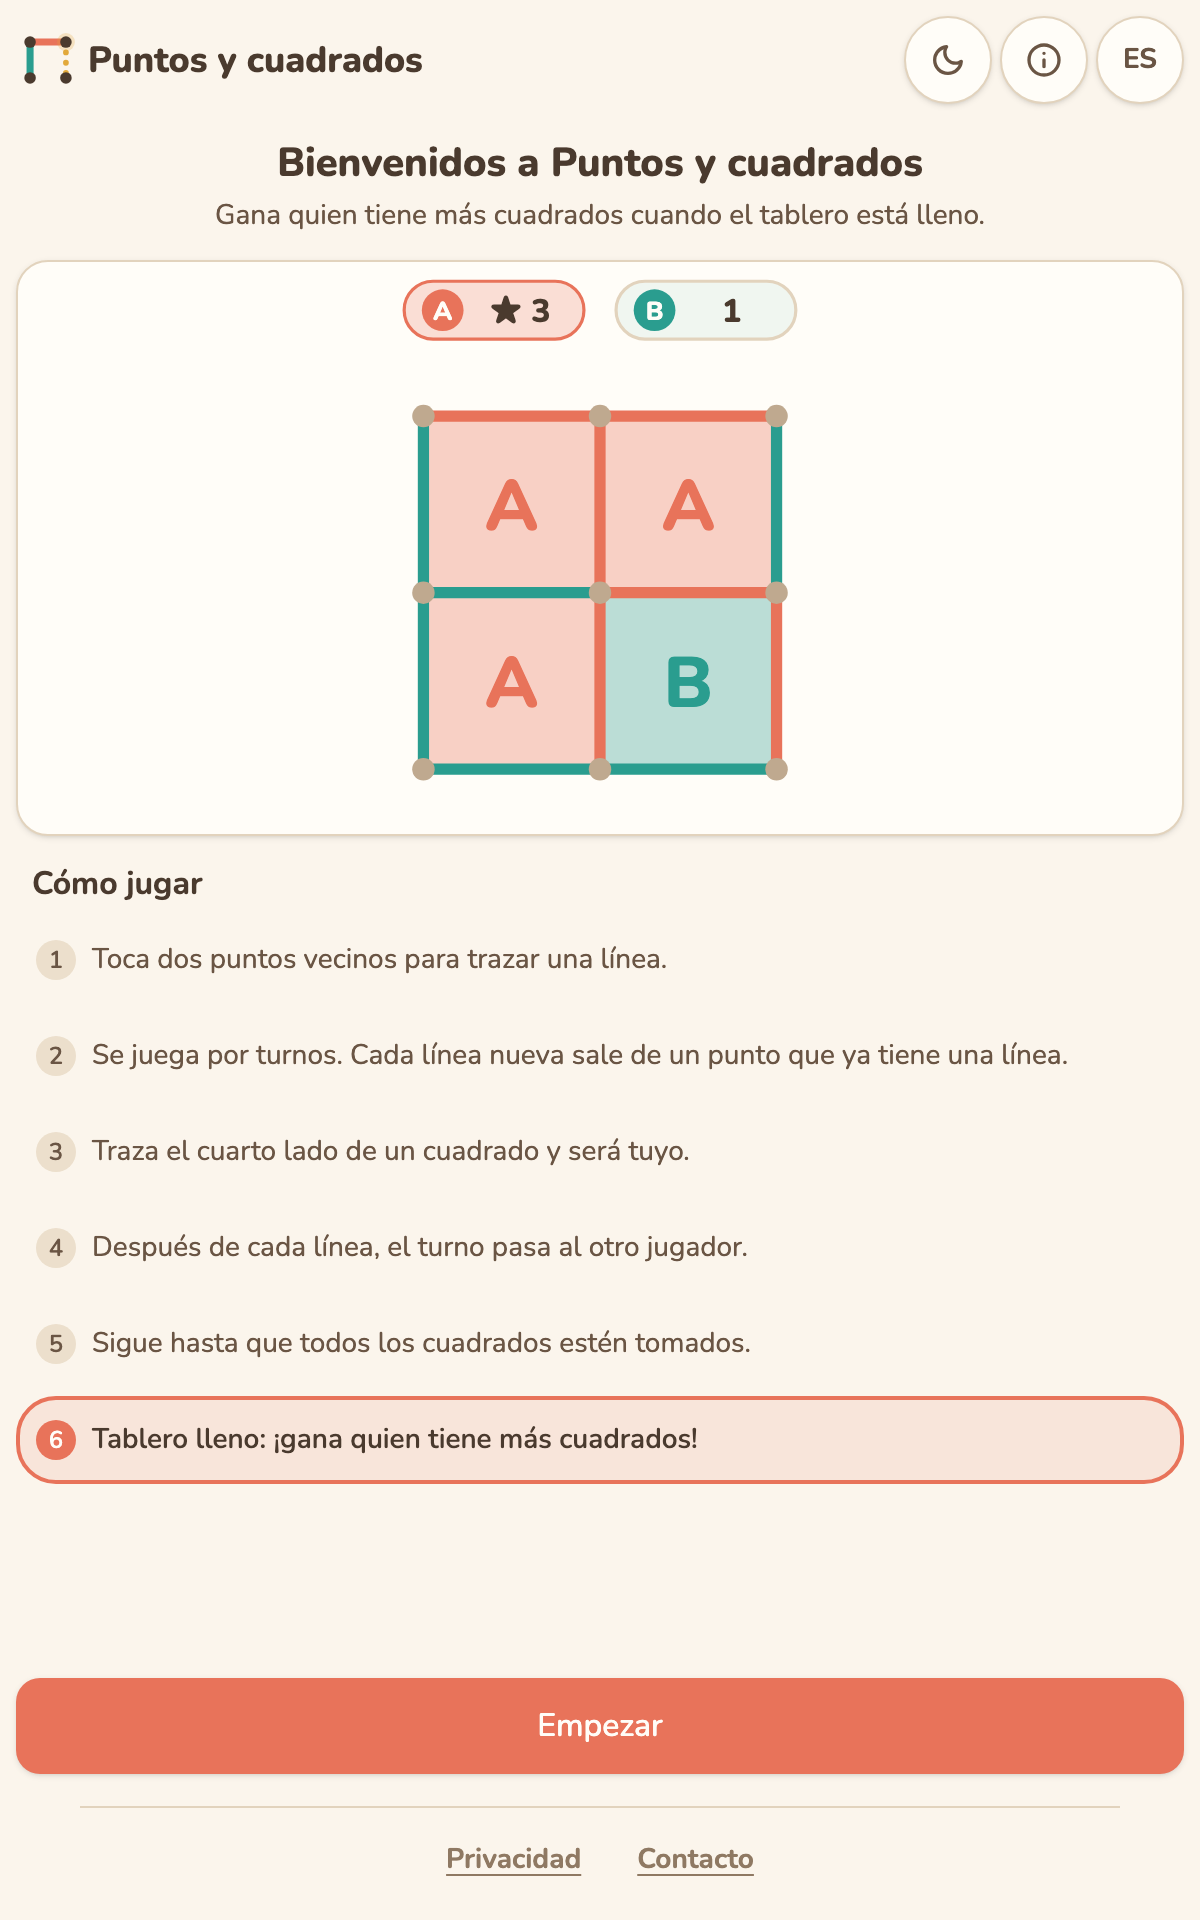 Puntos y cuadrados
ES
Bienvenidos a Puntos y cuadrados
Gana quien tiene más cuadrados cuando el tablero está lleno.
A ★ 3
B 1
A A
A B
Cómo jugar
1 Toca dos puntos vecinos para trazar una línea.
2 Se juega por turnos. Cada línea nueva sale de un punto que ya tiene una línea.
3 Traza el cuarto lado de un cuadrado y será tuyo.
4 Después de cada línea, el turno pasa al otro jugador.
5 Sigue hasta que todos los cuadrados estén tomados.
6 Tablero lleno: ¡gana quien tiene más cuadrados!
Empezar
Privacidad Contacto